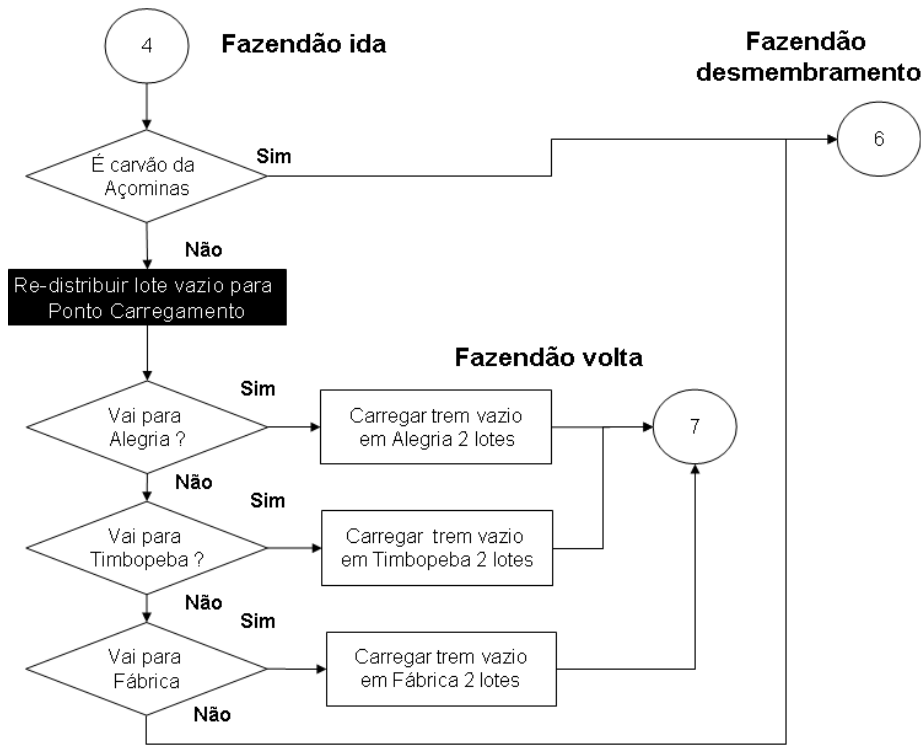 4
Fazendão ida
Fazendão
desmembramento
6
É carvão da
Açominas
Sim
Não
Re-distribuir lote vazio para
Ponto Carregamento
Fazendão volta
Vai para
Alegria ?
Sim
Carregar trem vazio
em Alegria 2 lotes
7
Não
Vai para
Timbopeba ?
Sim
Carregar trem vazio
em Timbopeba 2 lotes
Não
Vai para
Fábrica
Sim
Carregar trem vazio
em Fábrica 2 lotes
Não